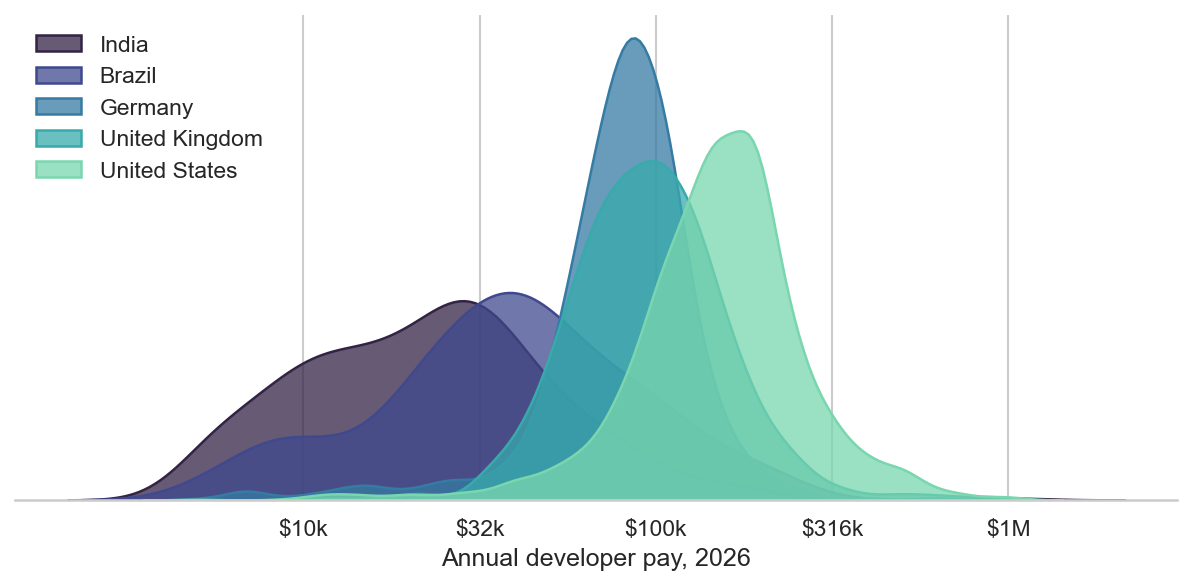 India
Brazil
Germany
United Kingdom
United States
$10k $32k $100k $316k $1M
Annual developer pay, 2026